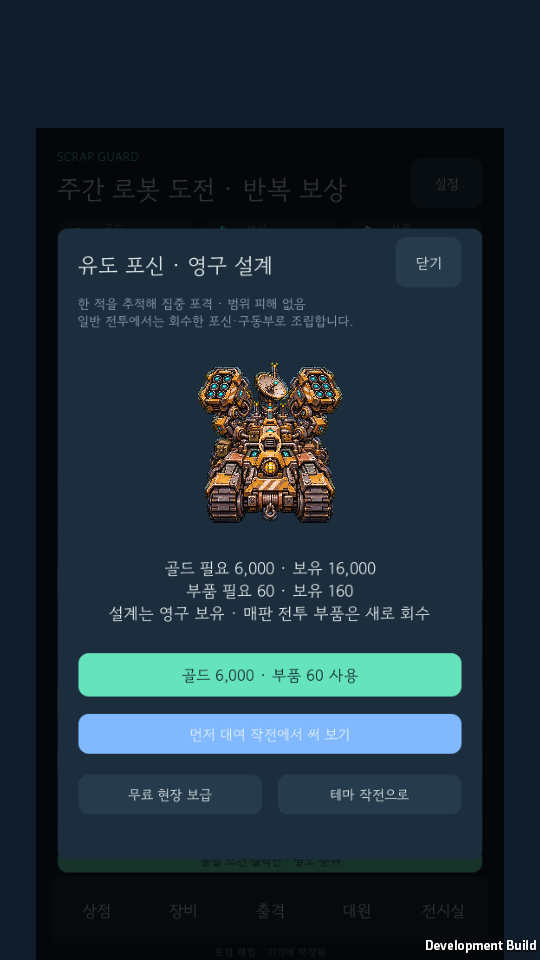 SCRAP GUARD
주간 로봇 도전 · 반복 보상
설정
유도 포신 · 영구 설계
닫기
한 적을 추적해 집중 포격 · 범위 피해 없음
일반 전투에서는 회수한 포신·구동부로 조립합니다.
골드 필요 6,000 · 보유 16,000
부품 필요 60 · 보유 160
설계는 영구 보유 · 매판 전투 부품은 새로 회수
골드 6,000 · 부품 60 사용
먼저 대여 작전에서 써 보기
무료 현장 보급
테마 작전으로
상점
장비
출격
대원
전시실
Development Build